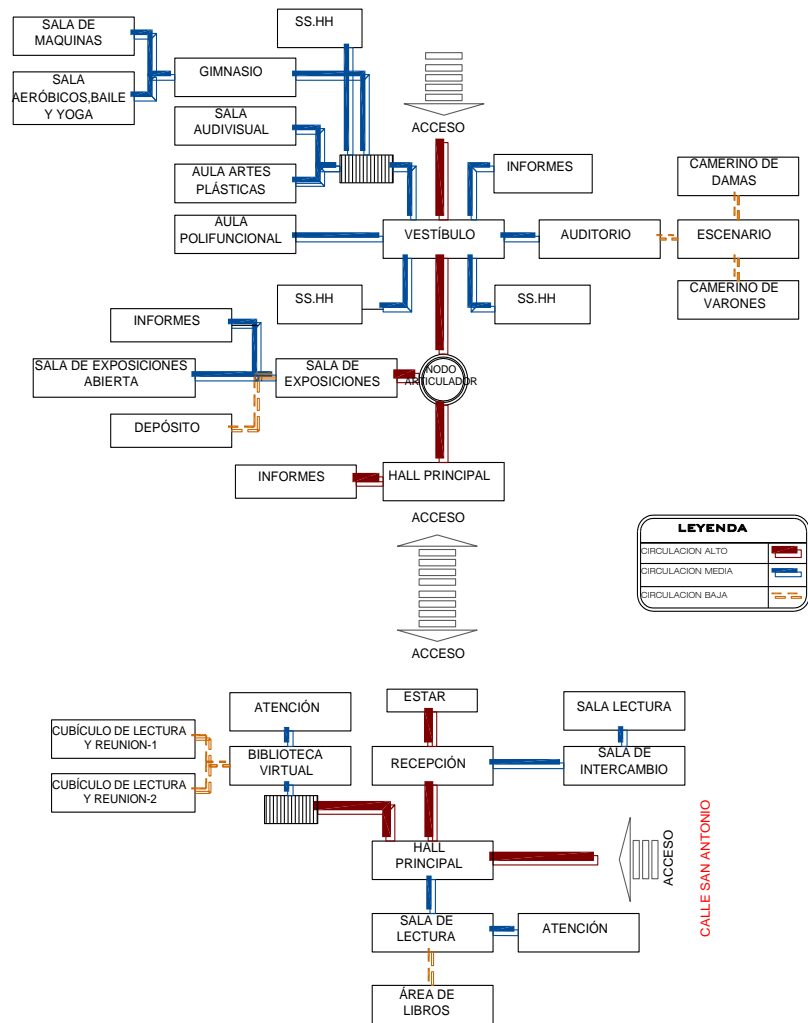 SALA DE
MAQUINAS
SS.HH
GIMNASIO
SALA
AERÓBICOS,BAILE
Y YOGA
SALA
AUDIVISUAL
ACCESO
AULA ARTES
PLÁSTICAS
INFORMES
CAMERINO DE
DAMAS
AULA
POLIFUNCIONAL
VESTÍBULO
AUDITORIO
ESCENARIO
SS.HH
SS.HH
CAMERINO DE
VARONES
INFORMES
SALA DE EXPOSICIONES
ABIERTA
SALA DE
EXPOSICIONES
NODO
ARTICULADOR
DEPÓSITO
INFORMES
HALL PRINCIPAL
ACCESO
LEYENDA
CIRCULACION ALTO
CIRCULACION MEDIA
CIRCULACION BAJA
ACCESO
ESTAR
ATENCIÓN
SALA LECTURA
CUBÍCULO DE LECTURA
Y REUNION-1
BIBLIOTECA
VIRTUAL
RECEPCIÓN
SALA DE
INTERCAMBIO
CUBÍCULO DE LECTURA
Y REUNION-2
HALL
PRINCIPAL
ACCESO
CALLE SAN ANTONIO
SALA DE
LECTURA
ATENCIÓN
ÁREA DE
LIBROS